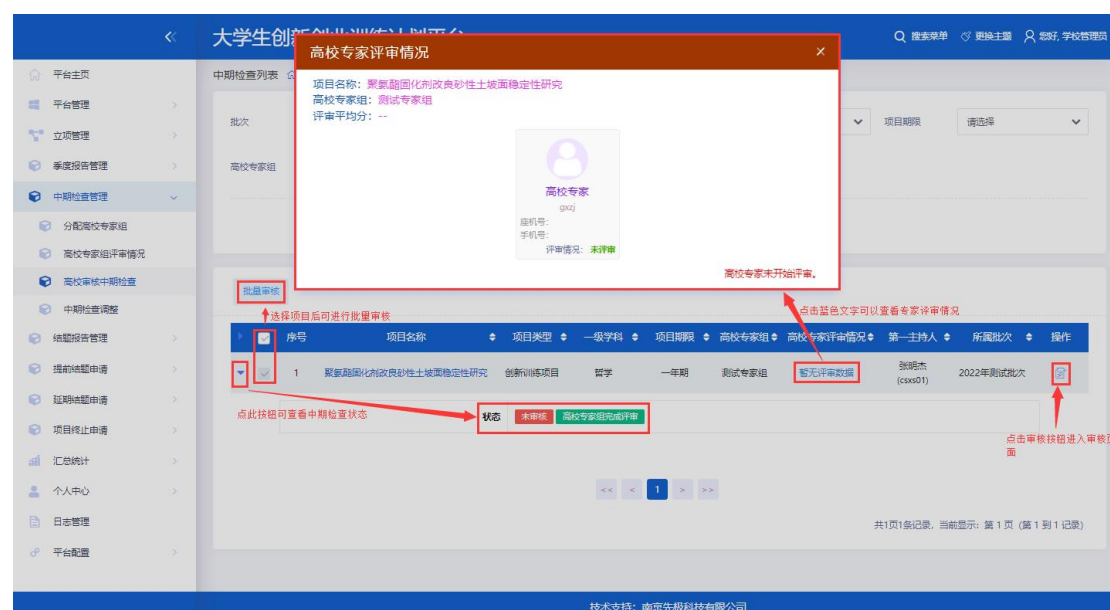 大学生创新创业训练计划平台
搜索菜单 更换主题 您好, 学校管理员
平台主页
平台管理
立项管理
季度报告管理
中期检查管理
分配高校专家组
高校专家组评审情况
高校审核中期检查
中期检查调整
结题报告管理
提前结题申请
延期结题申请
项目终止申请
汇总统计
个人中心
日志管理
平台配置
中期检查列表
批次
项目期限 请选择
高校专家组
高校专家评审情况 ×
项目名称：聚氨酯固化剂改良砂性土坡面稳定性研究
高校专家组：测试专家组
评审平均分：--
高校专家
gxzj
座机号:
手机号:
评审情况: 未评审
高校专家未开始评审。
批量审核
选择项目后可进行批量审核
点击蓝色文字可以查看专家评审情况
序号 项目名称 项目类型 一级学科 项目期限 高校专家组 高校专家评审情况 第一主持人 所属批次 操作
1 聚氨酯固化剂改良砂性土坡面稳定性研究 创新训练项目 哲学 一年期 测试专家组 暂无评审数据 张明杰 (csxs01) 2022年测试批次
点此按钮可查看中期检查状态
状态 未审核 高校专家组完成评审
点击审核按钮进入审核页
面
<< < 1 > >>
共1页1条记录, 当前显示: 第 1 页 (第 1 到 1 记录)
技术支持：南京先极科技有限公司